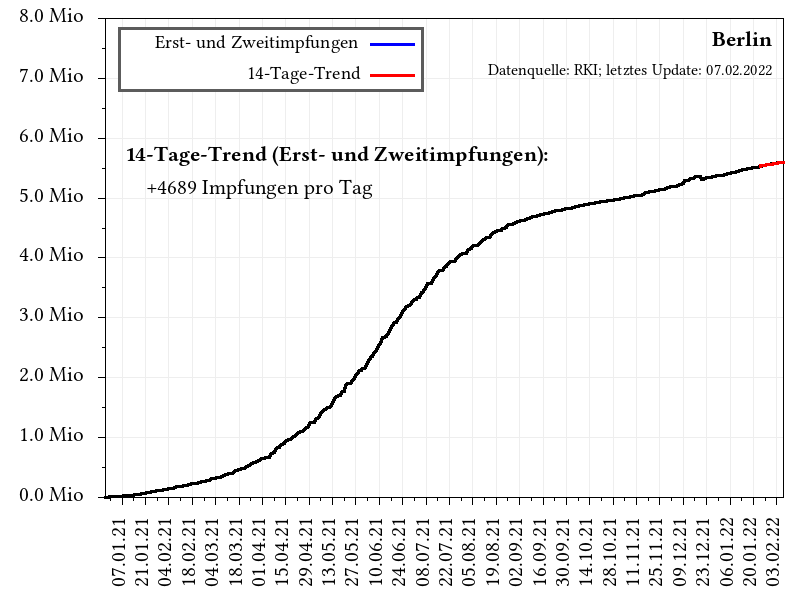 8.0 Mio
7.0 Mio
6.0 Mio
5.0 Mio
4.0 Mio
3.0 Mio
2.0 Mio
1.0 Mio
0.0 Mio
Erst- und Zweitimpfungen
14-Tage-Trend
Berlin
Datenquelle: RKI; letztes Update: 07.02.2022
14-Tage-Trend (Erst- und Zweitimpfungen):
+4689 Impfungen pro Tag
07.01.21
21.01.21
04.02.21
18.02.21
04.03.21
18.03.21
01.04.21
15.04.21
29.04.21
13.05.21
27.05.21
10.06.21
24.06.21
08.07.21
22.07.21
05.08.21
19.08.21
02.09.21
16.09.21
30.09.21
14.10.21
28.10.21
11.11.21
25.11.21
09.12.21
23.12.21
06.01.22
20.01.22
03.02.22